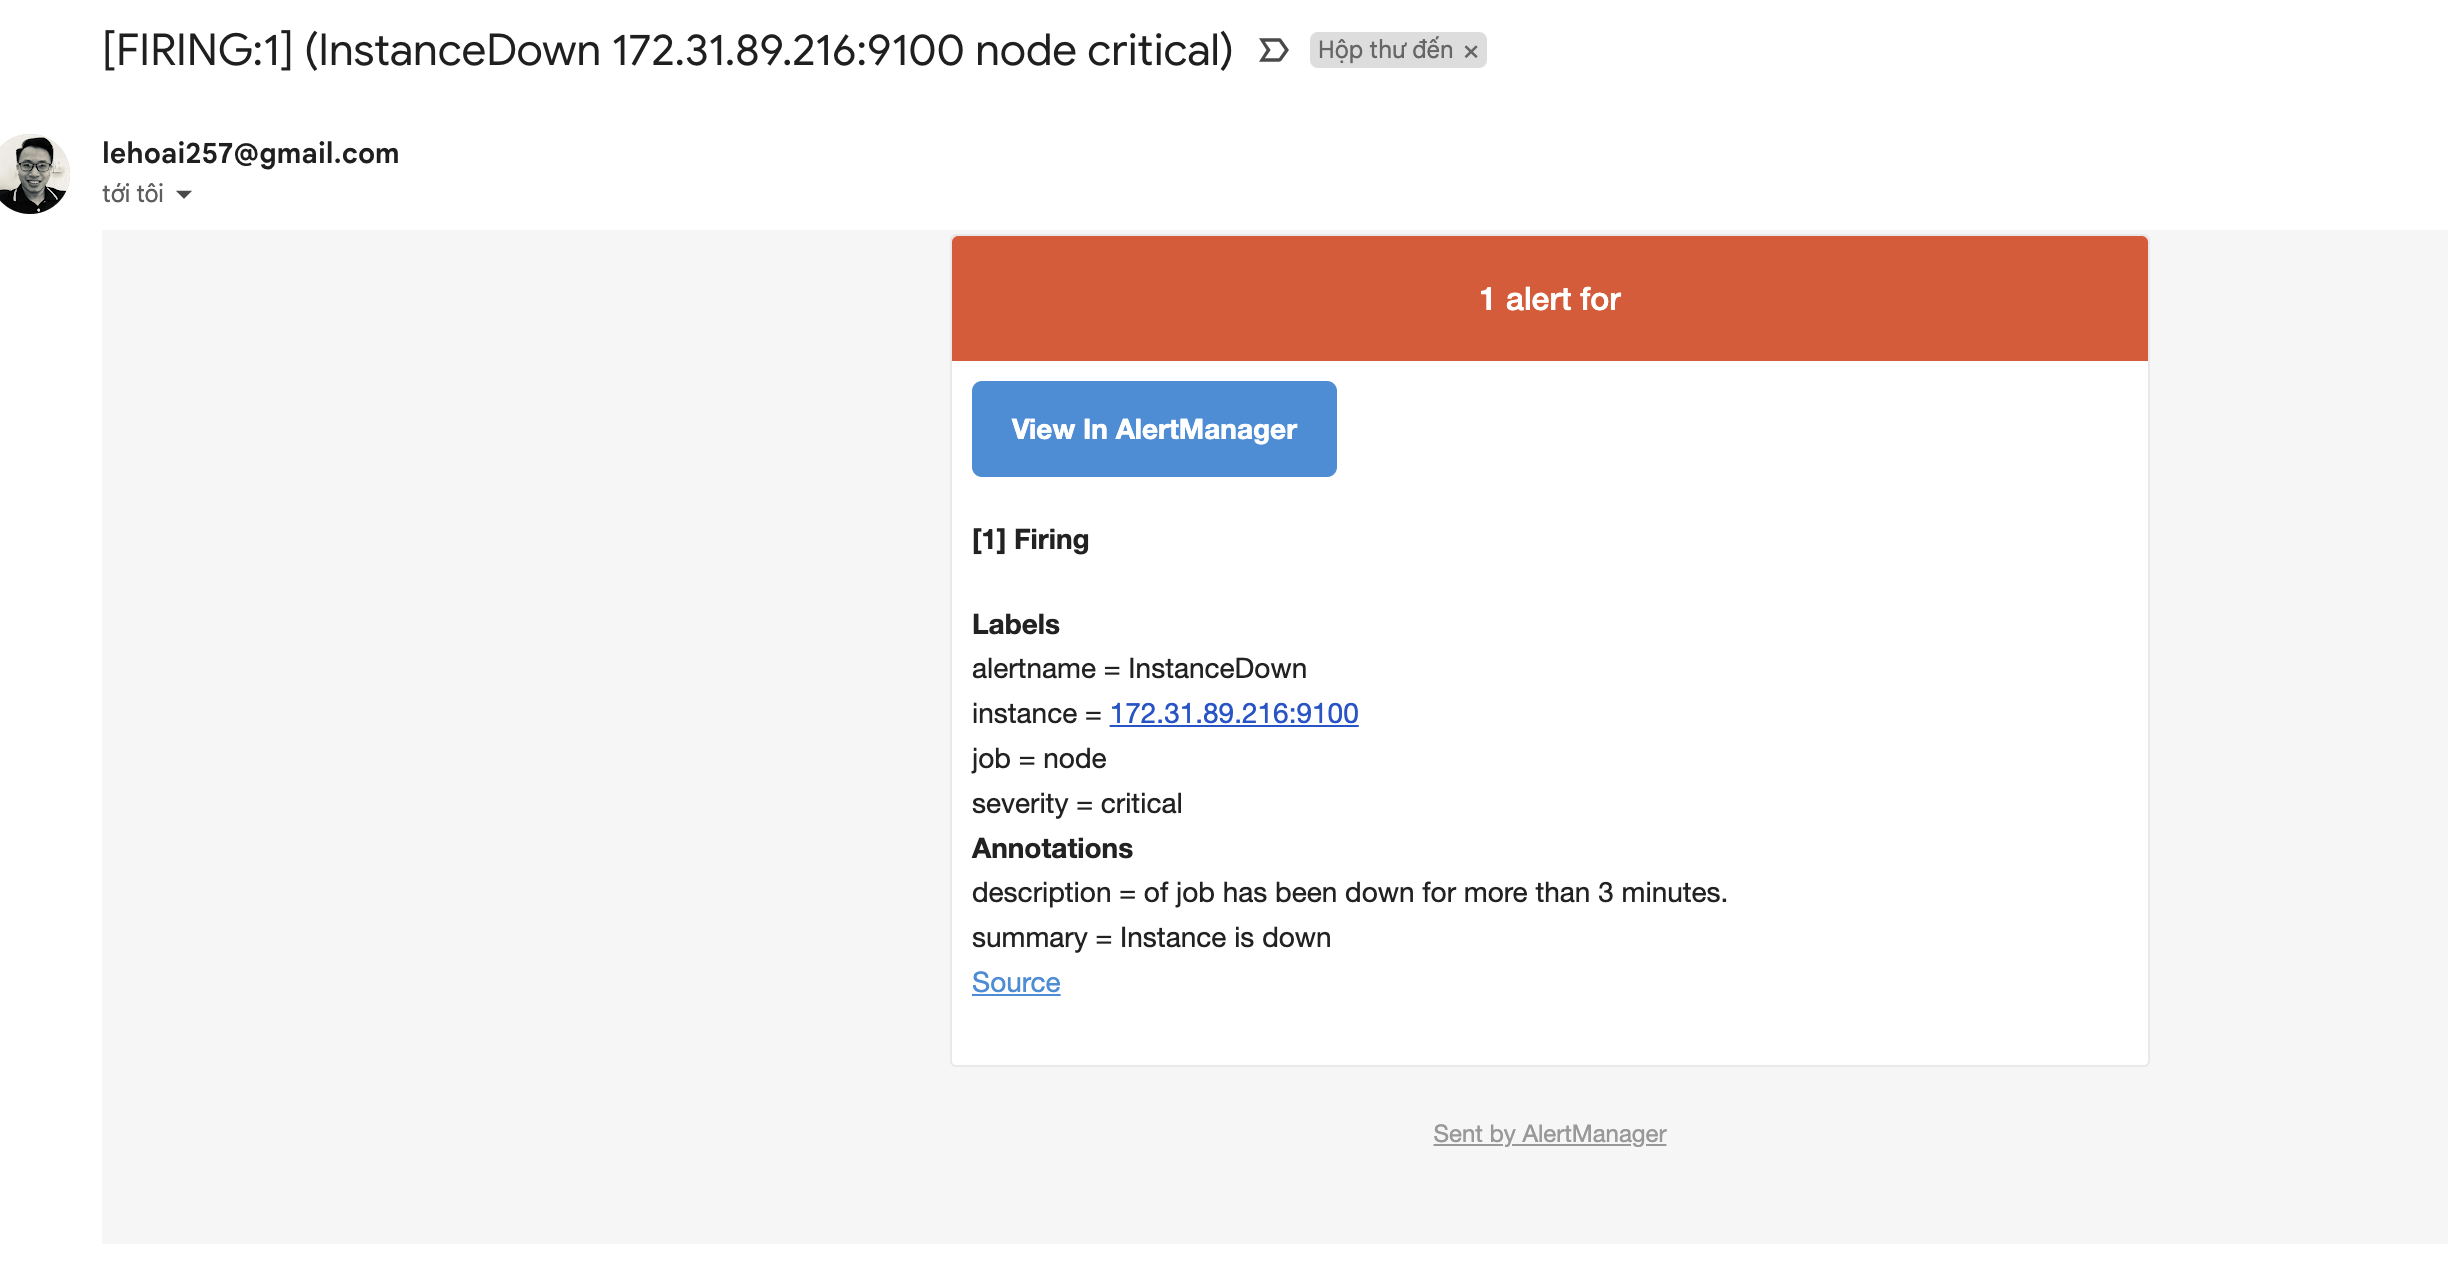 [FIRING:1] (InstanceDown 172.31.89.216:9100 node critical) Hộp thư đến ×
lehoai257@gmail.com
tới tôi
1 alert for
View In AlertManager
[1] Firing
Labels
alertname = InstanceDown
instance = 172.31.89.216:9100
job = node
severity = critical
Annotations
description = of job has been down for more than 3 minutes.
summary = Instance is down
Source
Sent by AlertManager